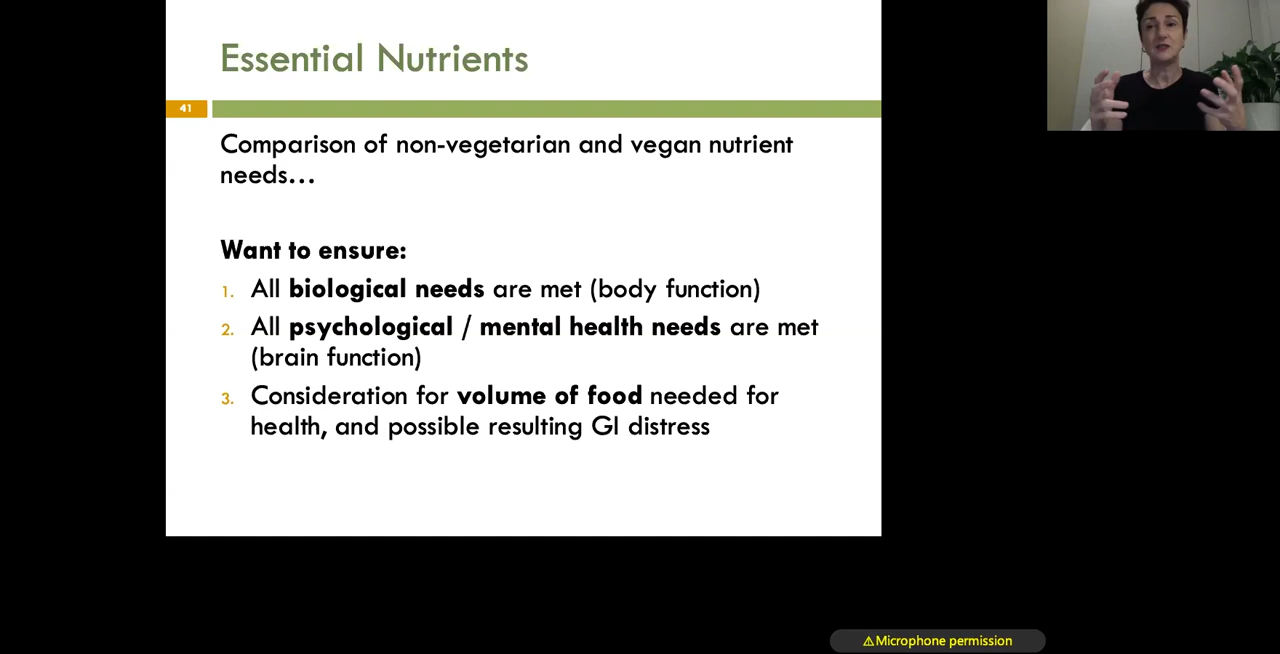 Essential Nutrients
41
Comparison of non-vegetarian and vegan nutrient
needs...
Want to ensure:
1. All biological needs are met (body function)
2. All psychological / mental health needs are met
(brain function)
3. Consideration for volume of food needed for
health, and possible resulting GI distress
⚠Microphone permission